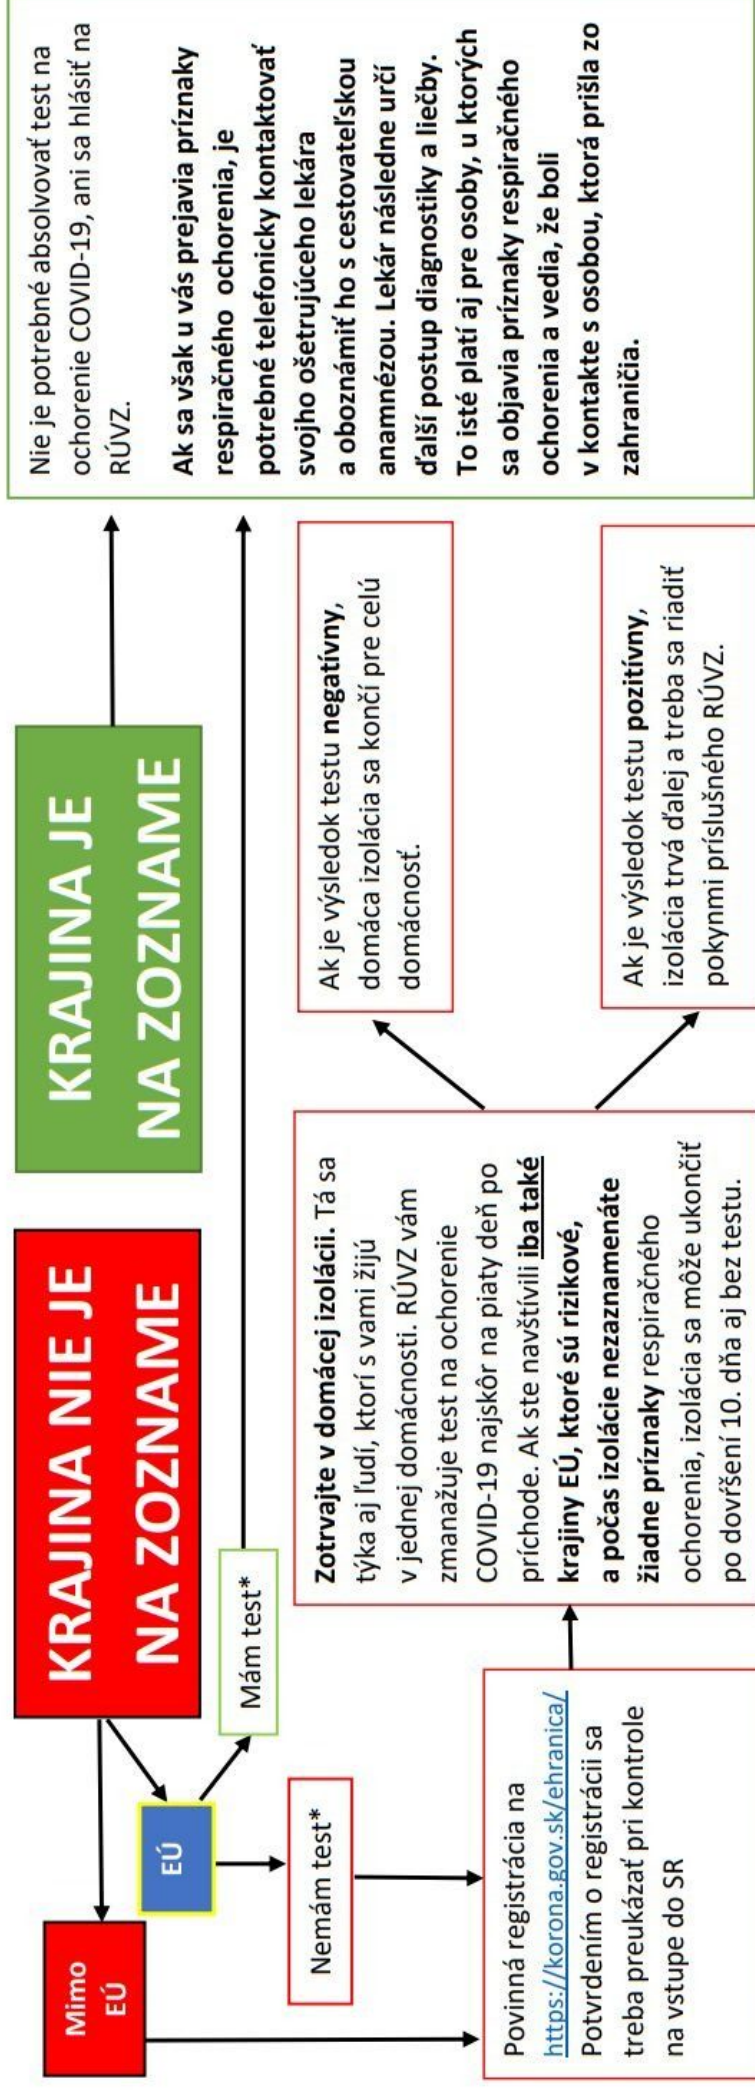 KRAJINA NIE JE
NA ZOZNAME
KRAJINA JE
NA ZOZNAME
Mimo
EÚ
EÚ
Mám test*
Nemám test*
Povinná registrácia na
https://korona.gov.sk/ehranica/
Potvrdením o registrácii sa
treba preukázať pri kontrole
na vstupe do SR
Zotrvajte v domácej izolácii. Tá sa
týka aj ľudí, ktorí s vami žijú
v jednej domácnosti. RÚVZ vám
zmanažuje test na ochorenie
COVID-19 najskôr na piaty deň po
príchode. Ak ste navštívili iba také
krajiny EÚ, ktoré sú rizikové,
a počas izolácie nezaznamenáte
žiadne príznaky respiračného
ochorenia, izolácia sa môže ukončiť
po dovŕšení 10. dňa aj bez testu.
Ak je výsledok testu negatívny,
domáca izolácia sa končí pre celú
domácnosť.
Ak je výsledok testu pozitívny,
izolácia trvá ďalej a treba sa riadiť
pokynmi príslušného RÚVZ.
Nie je potrebné absolvovať test na
ochorenie COVID-19, ani sa hlásiť na
RÚVZ.
Ak sa však u vás prejavia príznaky
respiračného ochorenia, je
potrebné telefonicky kontaktovať
svojho ošetrujúceho lekára
a oboznámiť ho s cestovateľskou
anamnézou. Lekár následne určí
ďalší postup diagnostiky a liečby.
To isté platí aj pre osoby, u ktorých
sa objavia príznaky respiračného
ochorenia a vedia, že boli
v kontakte s osobou, ktorá prišla zo
zahraničia.